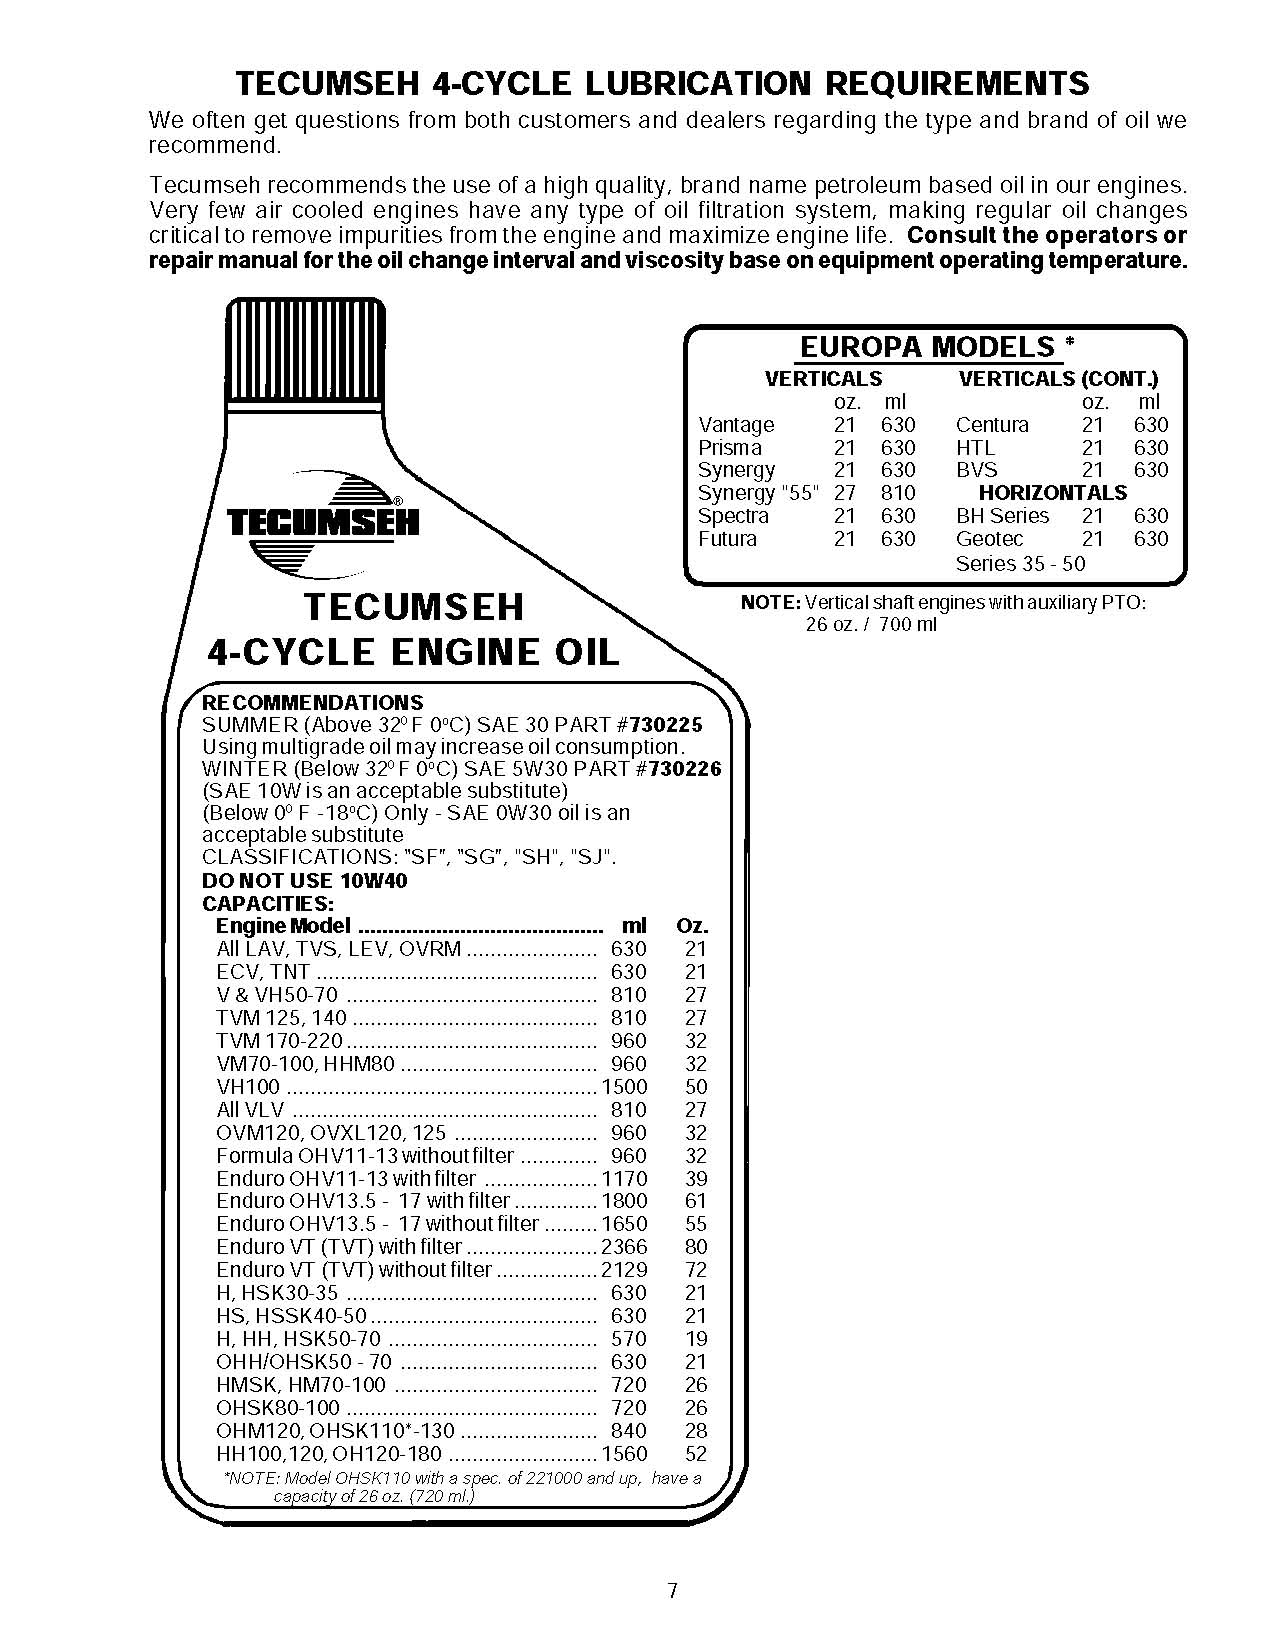 TECUMSEH 4-CYCLE LUBRICATION REQUIREMENTS
We often get questions from both customers and dealers regarding the type and brand of oil we
recommend.
Tecumseh recommends the use of a high quality, brand name petroleum based oil in our engines.
Very few air cooled engines have any type of oil filtration system, making regular oil changes
critical to remove impurities from the engine and maximize engine life. Consult the operators or
repair manual for the oil change interval and viscosity base on equipment operating temperature.
TECUMSEH®
TECUMSEH
4-CYCLE ENGINE OIL
RECOMMENDATIONS
SUMMER (Above 32⁰ F 0ºC) SAE 30 PART #730225
Using multigrade oil may increase oil consumption.
WINTER (Below 32⁰ F 0ºC) SAE 5W30 PART #730226
(SAE 10W is an acceptable substitute)
(Below 0⁰ F -18ºC) Only - SAE 0W30 oil is an
acceptable substitute
CLASSIFICATIONS: "SF", "SG", "SH", "SJ".
DO NOT USE 10W40
CAPACITIES:
Engine Model ......................................... ml Oz.
All LAV, TVS, LEV, OVRM ...................... 630 21
ECV, TNT ............................................... 630 21
V & VH50-70 .......................................... 810 27
TVM 125, 140 ......................................... 810 27
TVM 170-220 .......................................... 960 32
VM70-100, HHM80 ................................. 960 32
VH100 .................................................... 1500 50
All VLV ................................................... 810 27
OVM120, OVXL120, 125 ........................ 960 32
Formula OHV11-13 without filter ............. 960 32
Enduro OHV11-13 with filter ................... 1170 39
Enduro OHV13.5 - 17 with filter .............. 1800 61
Enduro OHV13.5 - 17 without filter ......... 1650 55
Enduro VT (TVT) with filter ...................... 2366 80
Enduro VT (TVT) without filter ................. 2129 72
H, HSK30-35 .......................................... 630 21
HS, HSSK40-50 ...................................... 630 21
H, HH, HSK50-70 ................................... 570 19
OHH/OHSK50 - 70 ................................. 630 21
HMSK, HM70-100 .................................. 720 26
OHSK80-100 .......................................... 720 26
OHM120, OHSK110*-130 ....................... 840 28
HH100,120, OH120-180 ......................... 1560 52
*NOTE: Model OHSK110 with a spec. of 221000 and up, have a
capacity of 26 oz. (720 ml.)
EUROPA MODELS *
VERTICALS VERTICALS (CONT.)
oz. ml oz. ml
Vantage 21 630 Centura 21 630
Prisma 21 630 HTL 21 630
Synergy 21 630 BVS 21 630
Synergy "55" 27 810 HORIZONTALS
Spectra 21 630 BH Series 21 630
Futura 21 630 Geotec 21 630
Series 35 - 50
NOTE: Vertical shaft engines with auxiliary PTO:
26 oz. / 700 ml
7